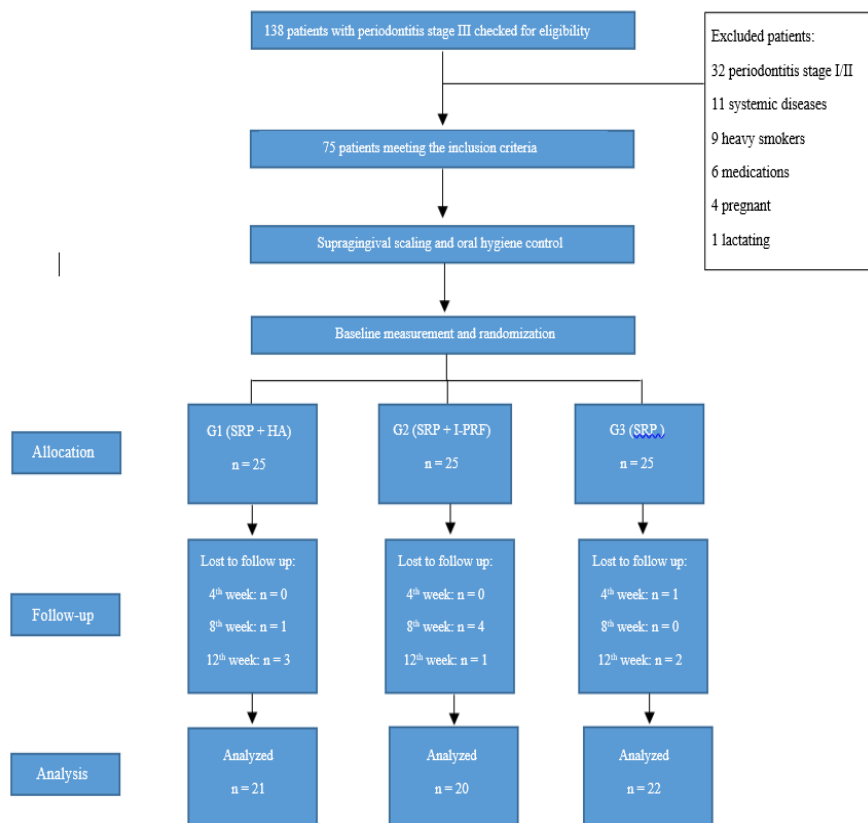 138 patients with periodontitis stage III checked for eligibility
Excluded patients:
32 periodontitis stage I/II
11 systemic diseases
9 heavy smokers
6 medications
4 pregnant
1 lactating
75 patients meeting the inclusion criteria
Supragingival scaling and oral hygiene control
Baseline measurement and randomization
Allocation
G1 (SRP + HA)
n = 25
G2 (SRP + I-PRF)
n = 25
G3 (SRP )
n = 25
Follow-up
Lost to follow up:
4th week: n = 0
8th week: n = 1
12th week: n = 3
Lost to follow up:
4th week: n = 0
8th week: n = 4
12th week: n = 1
Lost to follow up:
4th week: n = 1
8th week: n = 0
12th week: n = 2
Analysis
Analyzed
n = 21
Analyzed
n = 20
Analyzed
n = 22